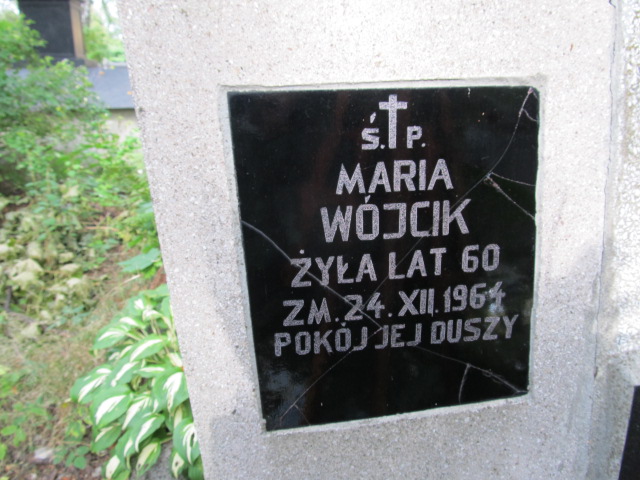 Ś.P.
MARIA
WÓJCIK
ŻYŁA LAT 60
ZM. 24. XII. 1964
POKÓJ JEJ DUSZY